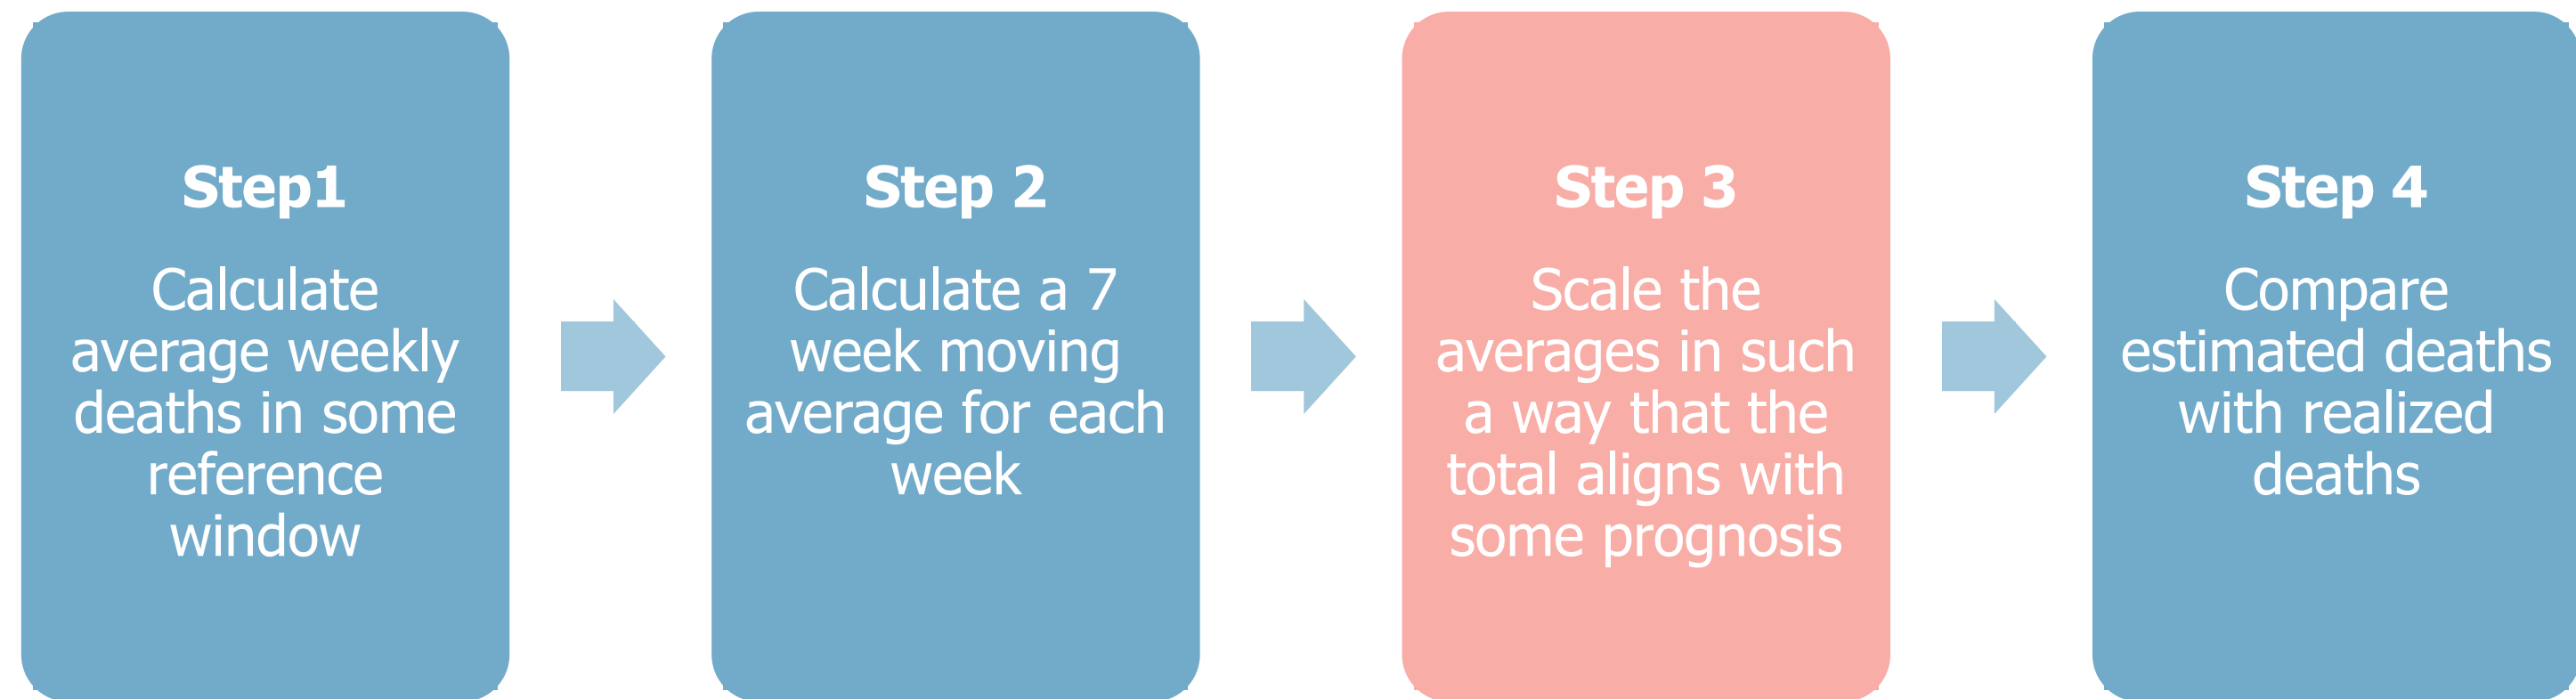 Step1
Calculate
average weekly
deaths in some
reference
window
Step 2
Calculate a 7
week moving
average for each
week
Step 3
Scale the
averages in such
a way that the
total aligns with
some prognosis
Step 4
Compare
estimated deaths
with realized
deaths